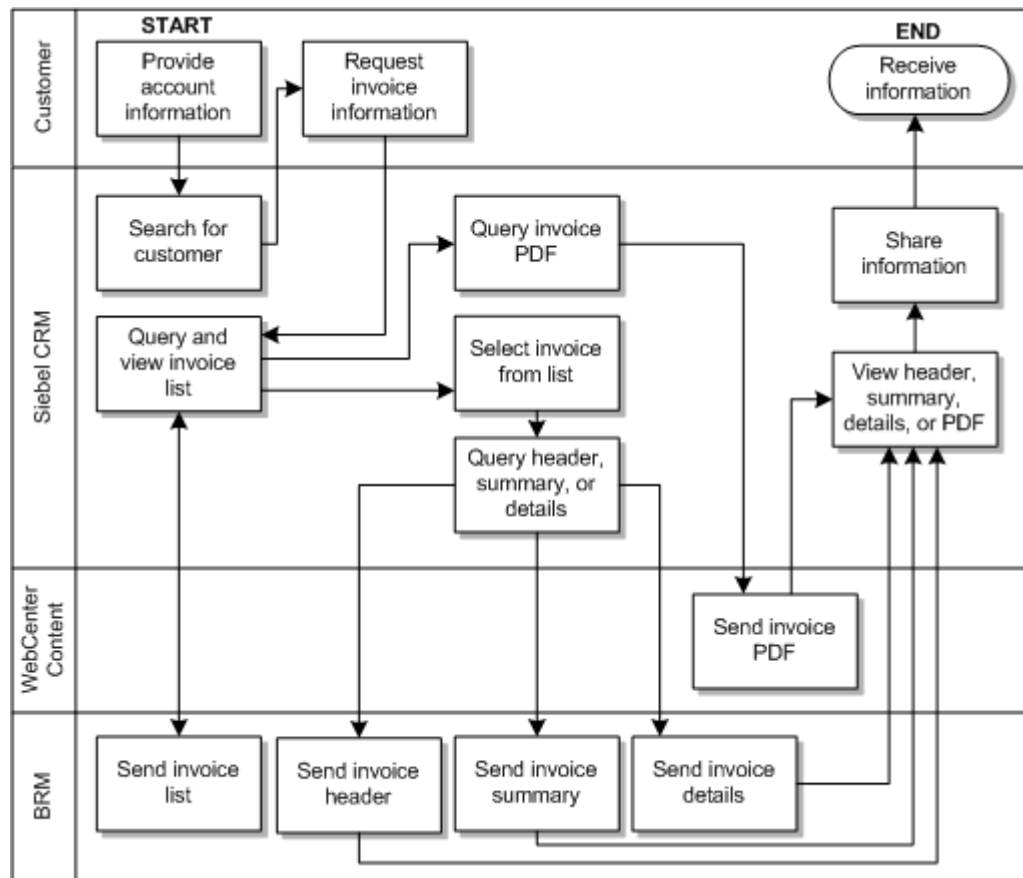 START
END
Customer
Provide
account
information
Request
invoice
information
Receive
information
Siebel CRM
Search for
customer
Query invoice
PDF
Share
information
Query and
view invoice
list
Select invoice
from list
View header,
summary,
details, or PDF
Query header,
summary, or
details
WebCenter
Content
Send invoice
PDF
BRM
Send invoice
list
Send invoice
header
Send invoice
summary
Send invoice
details